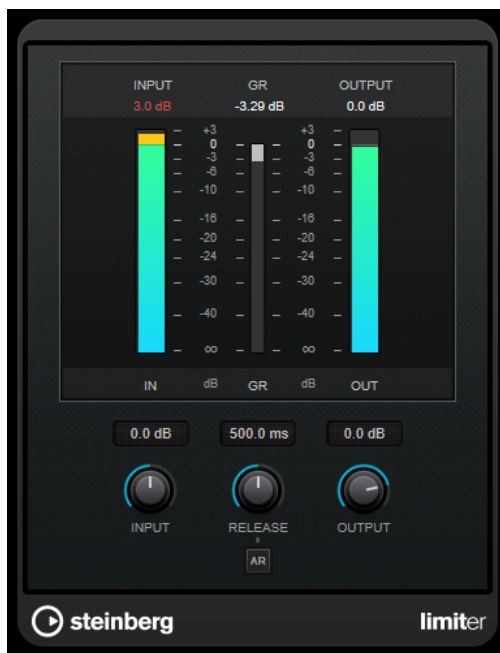 INPUT GR OUTPUT
3.0 dB -3.29 dB 0.0 dB
+3 +3
0 0
-3 -3
-6 -6
-10 -10
-16 -16
-20 -20
-24 -24
-30 -30
-40 -40
∞ ∞
IN dB GR dB OUT
0.0 dB 500.0 ms 0.0 dB
INPUT RELEASE OUTPUT
AR
steinberg limiter